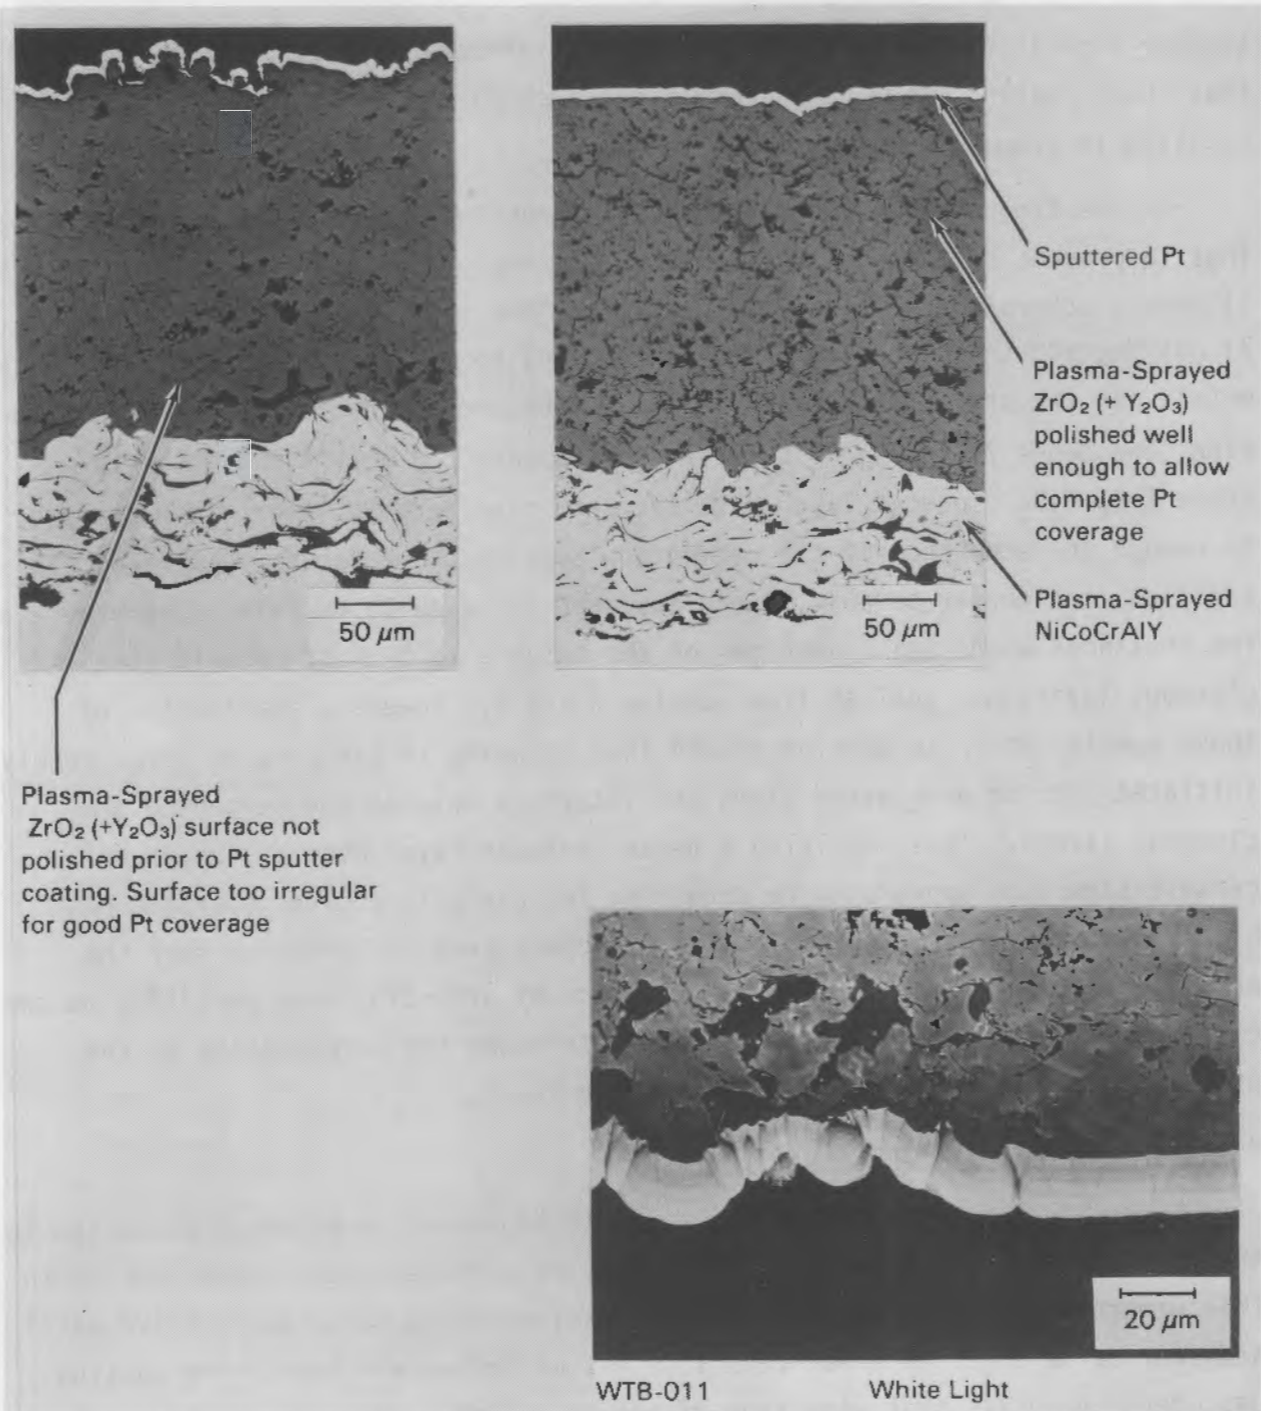 Sputtered Pt
Plasma-Sprayed
ZrO₂ (+ Y₂O₃)
polished well
enough to allow
complete Pt
coverage
Plasma-Sprayed
NiCoCrAlY
50 μm
50 μm
Plasma-Sprayed
ZrO₂ (+Y₂O₃) surface not
polished prior to Pt sputter
coating. Surface too irregular
for good Pt coverage
20 μm
WTB-011 White Light